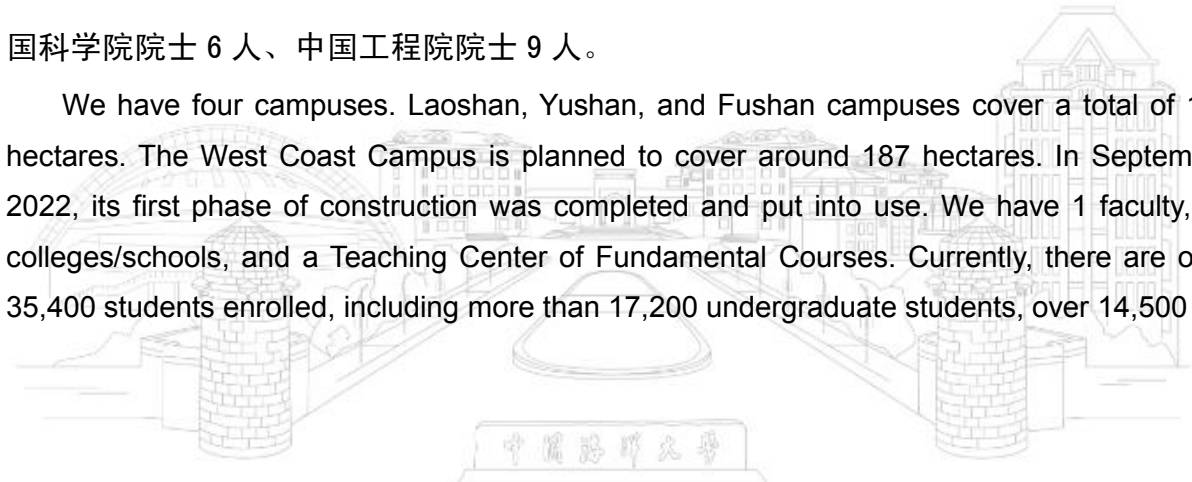 国科学院院士 6 人、中国工程院院士 9 人。
We have four campuses. Laoshan, Yushan, and Fushan campuses cover a total of
hectares. The West Coast Campus is planned to cover around 187 hectares. In
2022, its first phase of construction was completed and put into use. We have 1 faculty,
colleges/schools, and a Teaching Center of Fundamental Courses. Currently, there are
35,400 students enrolled, including more than 17,200 undergraduate students, over 14,500
中国海洋大学